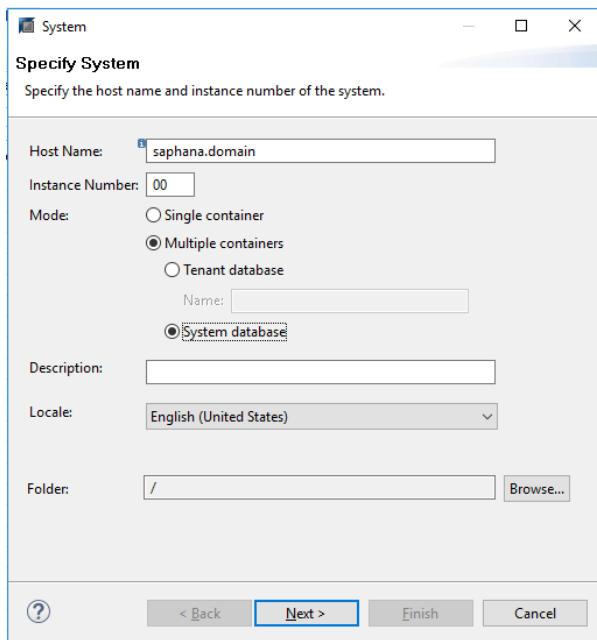 System
Specify System
Specify the host name and instance number of the system.
Host Name: saphana.domain
Instance Number: 00
Mode: Single container
Multiple containers
Tenant database
Name:
System database
Description:
Locale: English (United States)
Folder: / Browse...
? < Back Next > Finish Cancel